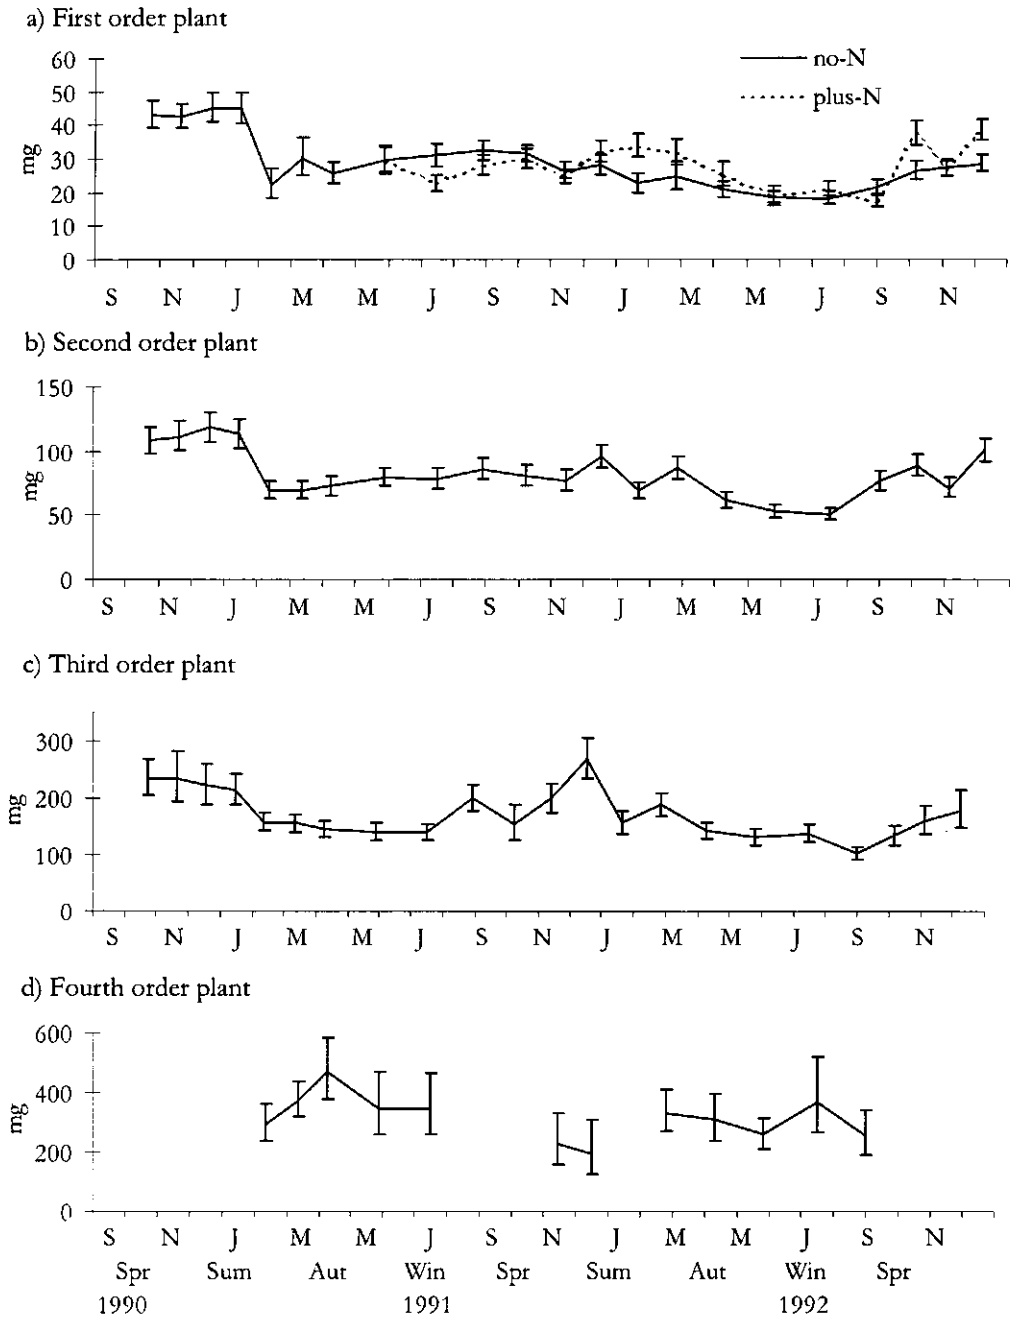 a) First order plant
60
50
40
30
20
10
0
mg
no-N
plus-N
S N J M M J S N J M M J S N
b) Second order plant
150
100
50
0
mg
S N J M M J S N J M M J S N
c) Third order plant
300
200
100
0
mg
S N J M M J S N J M M J S N
d) Fourth order plant
600
400
200
0
mg
S N J M M J S N J M M J S N
Spr Sum Aut Win Spr Sum Aut Win Spr
1990 1991 1992